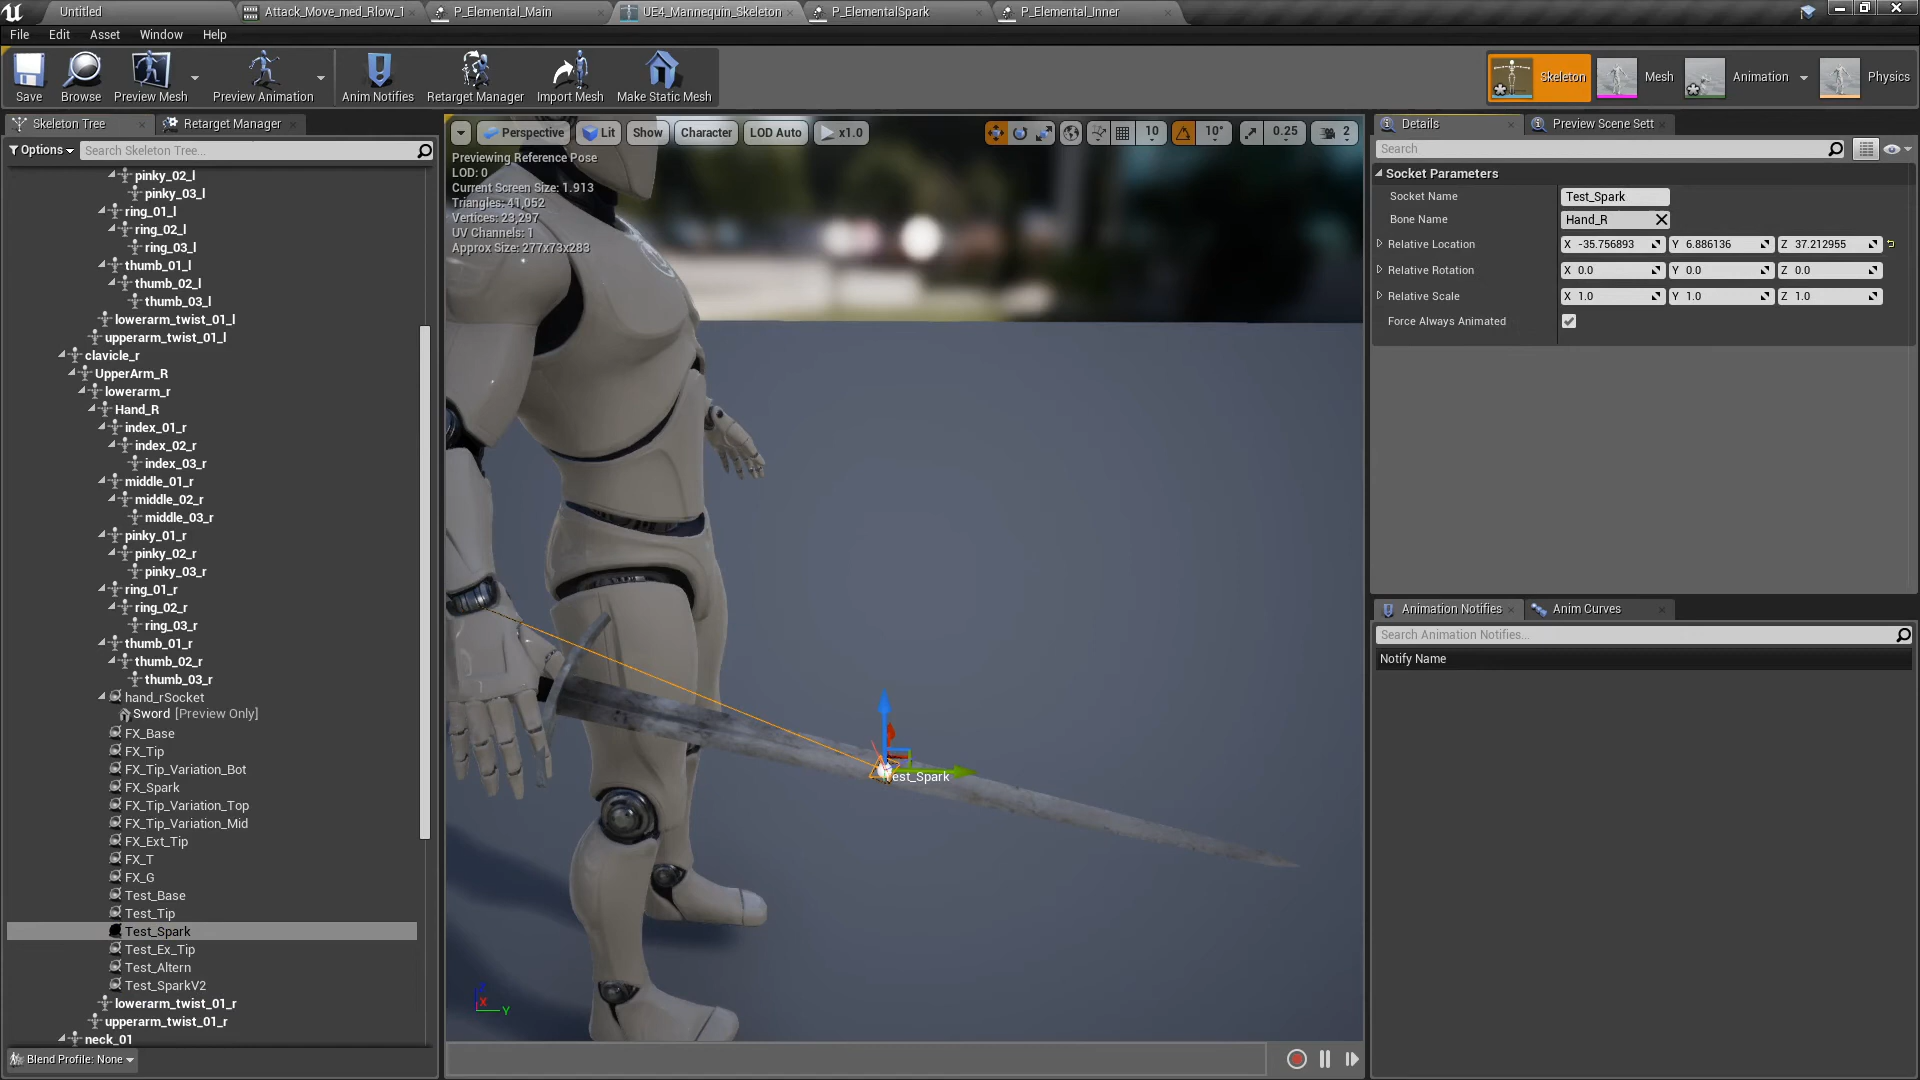 Untitled
Attack_Move_med_Rlow_1
P_Elemental_Main
UE4_Mannequin_Skeleton
P_ElementalSpark
P_Elemental_Inner
File Edit Asset Window Help
Save
Browse
Preview Mesh
Preview Animation
Anim Notifies
Retarget Manager
Import Mesh
Make Static Mesh
Skeleton
Mesh
Animation
Physics
Skeleton Tree
Retarget Manager
Options
Search Skeleton Tree...
pinky_02_l
pinky_03_l
ring_01_l
ring_02_l
ring_03_l
thumb_01_l
thumb_02_l
thumb_03_l
lowerarm_twist_01_l
upperarm_twist_01_l
clavicle_r
UpperArm_R
lowerarm_r
Hand_R
index_01_r
index_02_r
index_03_r
middle_01_r
middle_02_r
middle_03_r
pinky_01_r
pinky_02_r
pinky_03_r
ring_01_r
ring_02_r
ring_03_r
thumb_01_r
thumb_02_r
thumb_03_r
hand_rSocket
Sword [Preview Only]
FX_Base
FX_Tip
FX_Tip_Variation_Bot
FX_Spark
FX_Tip_Variation_Top
FX_Tip_Variation_Mid
FX_Ext_Tip
FX_T
FX_G
Test_Base
Test_Tip
Test_Spark
Test_Ex_Tip
Test_Altern
Test_SparkV2
lowerarm_twist_01_r
upperarm_twist_01_r
neck_01
Blend Profile: None
Perspective Lit Show Character LOD Auto x1.0
10 10° 0.25 2
Previewing Reference Pose
LOD: 0
Current Screen Size: 1.913
Triangles: 41,052
Vertices: 23,297
UV Channels: 1
Approx Size: 277x73x283
Test_Spark
X
Y
Details
Preview Scene Sett
Search
Socket Parameters
Socket Name Test_Spark
Bone Name Hand_R
Relative Location X -35.756893 Y 6.886136 Z 37.212955
Relative Rotation X 0.0 Y 0.0 Z 0.0
Relative Scale X 1.0 Y 1.0 Z 1.0
Force Always Animated
Animation Notifies
Anim Curves
Search Animation Notifies...
Notify Name